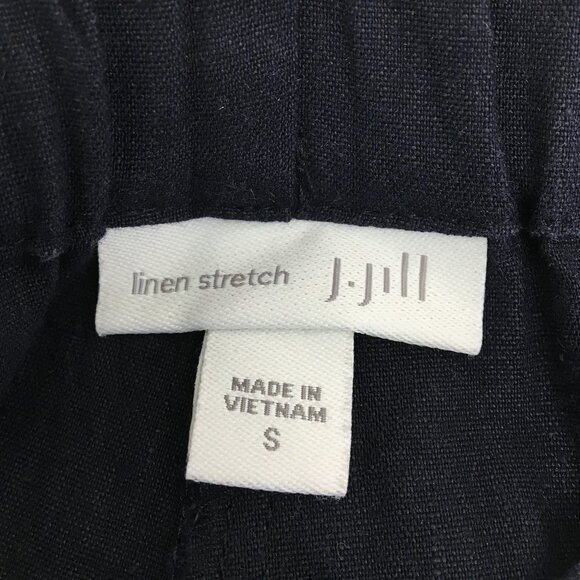 linen stretch J.Jill
MADE IN
VIETNAM
S